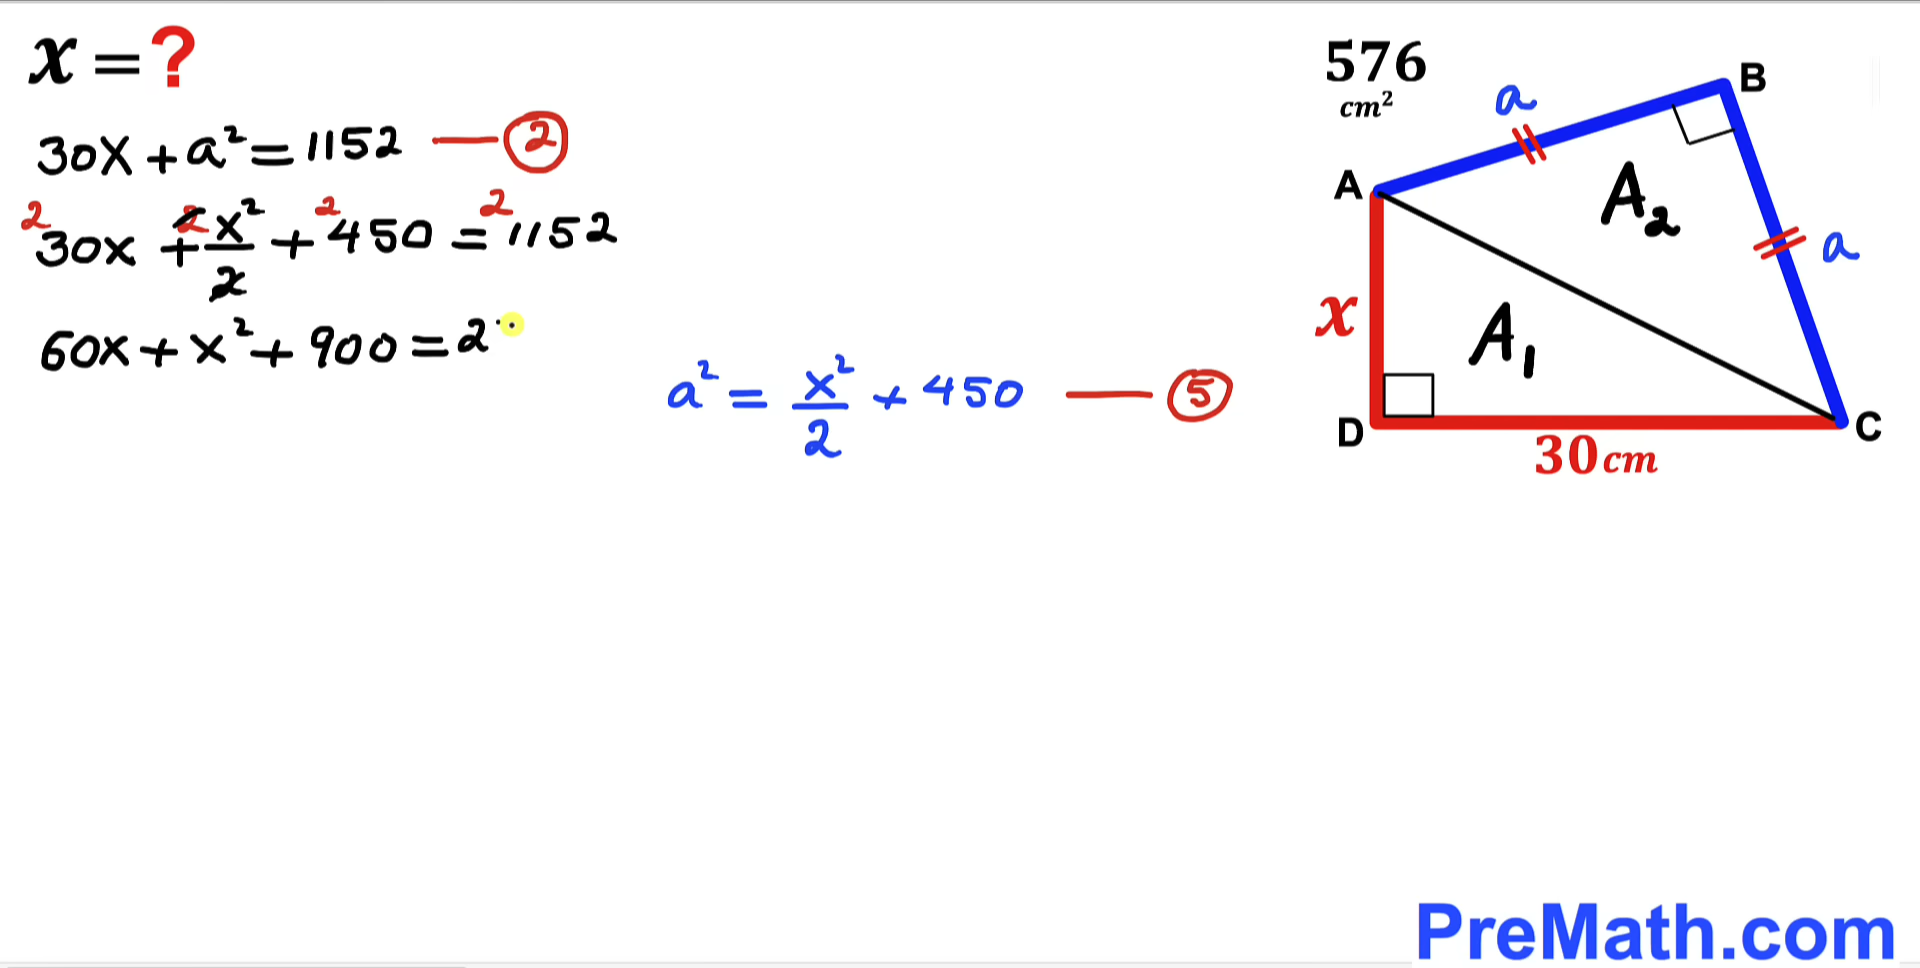 x = ?
30x + a² = 1152 — ②
2 30x + 2 x²/2 + 2 450 = 2 1152
60x + x² + 900 = 2
a² = x²/2 + 450 — ⑤
576
cm²
B
a
A
A₂
a
x
A₁
D
C
30cm
PreMath.com